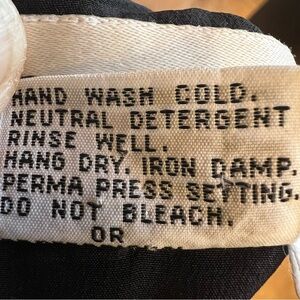 HAND WASH COLD.
NEUTRAL DETERGENT
RINSE WELL.
HANG DRY. IRON DAMP.
PERMA PRESS SETTING.
DO NOT BLEACH.
OR